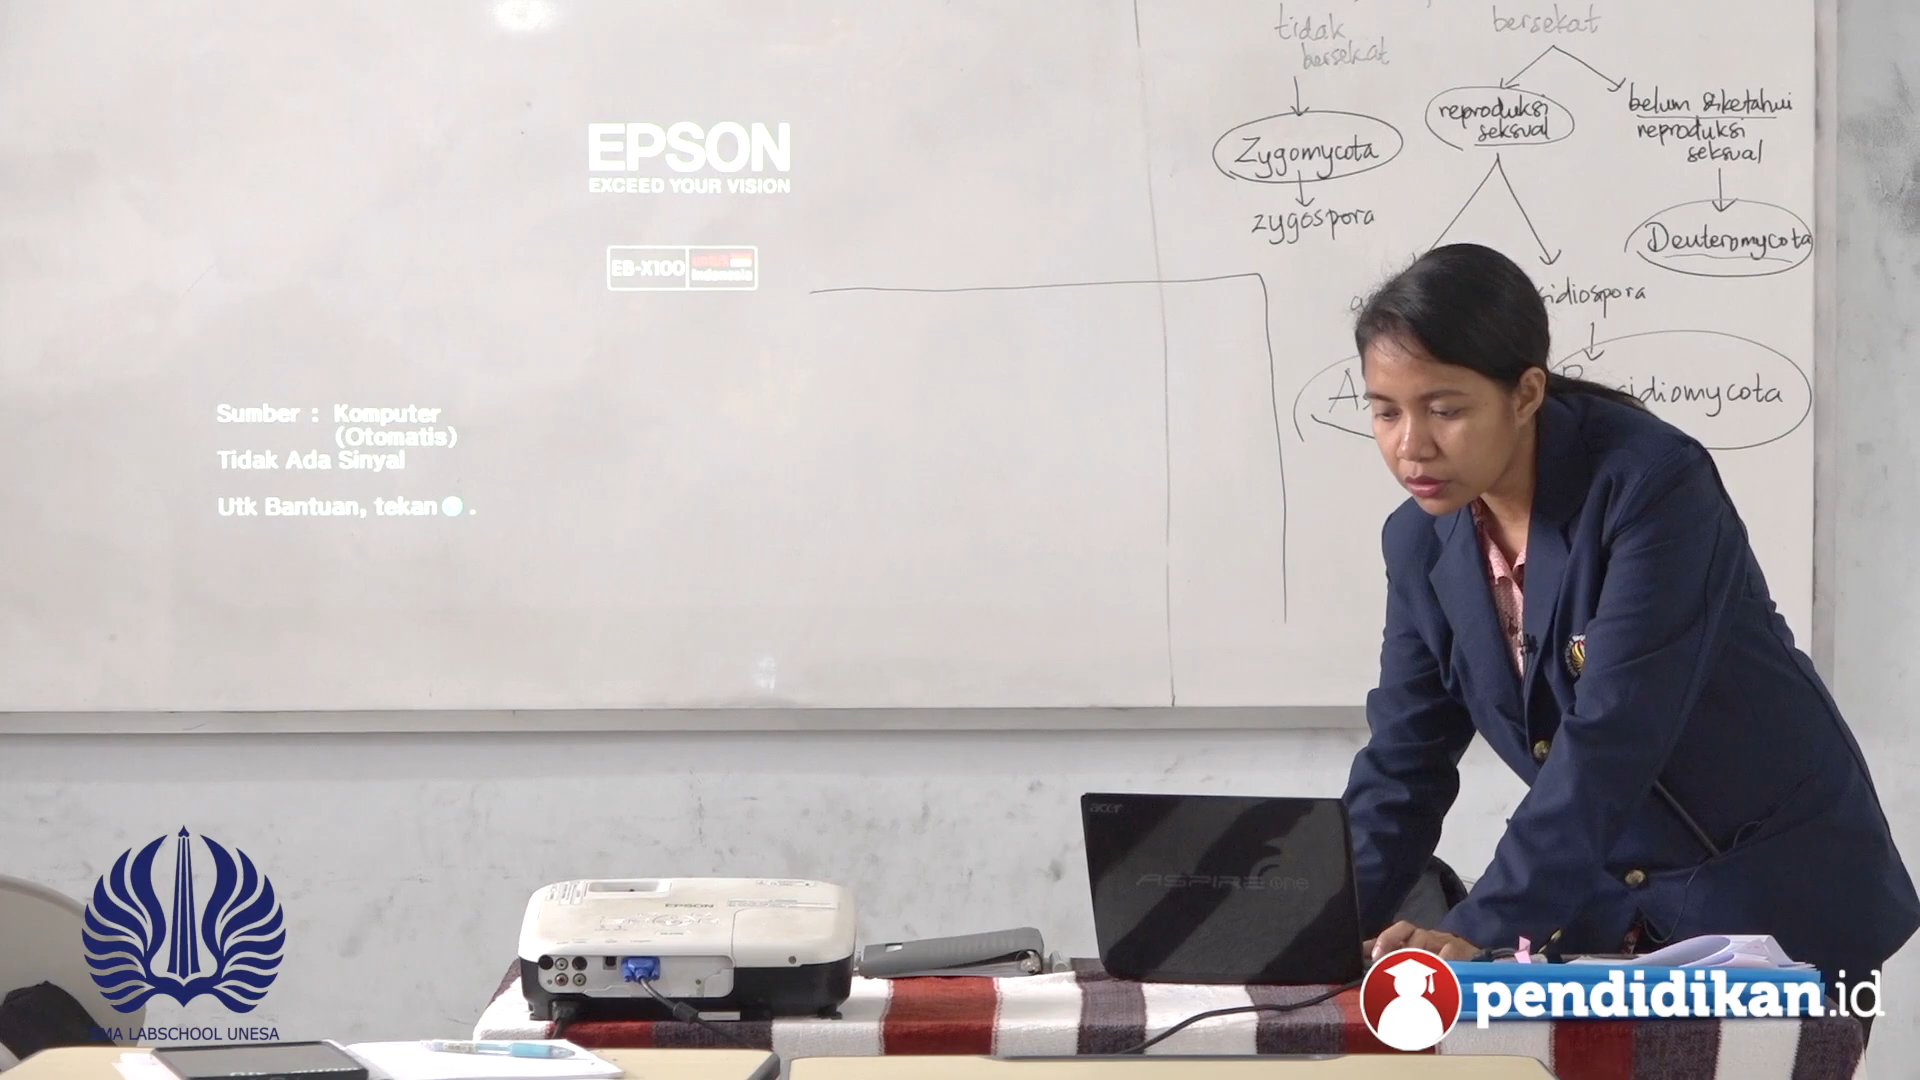 EPSON
EXCEED YOUR VISION
EB-X100
Indonesia
Sumber : Komputer
(Otomatis)
Tidak Ada Sinyal
Utk Bantuan, tekan
tidak
bersekat
Zygomycota
zygospora
bersekat
reproduksi
seksual
belum diketahui
reproduksi
seksual
Deuteromycota
acer
ASPIRE one
EPSON
SMA LABSCHOOL UNESA
pendidikan.id